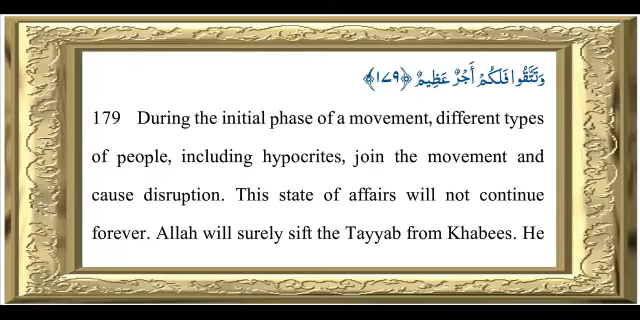 وَتَتَّقُوا فَلَكُمْ أَجْرٌ عَظِيمٌ ﴿١٧٩﴾
179 During the initial phase of a movement, different types
of people, including hypocrites, join the movement and
cause disruption. This state of affairs will not continue
forever. Allah will surely sift the Tayyab from Khabees. He